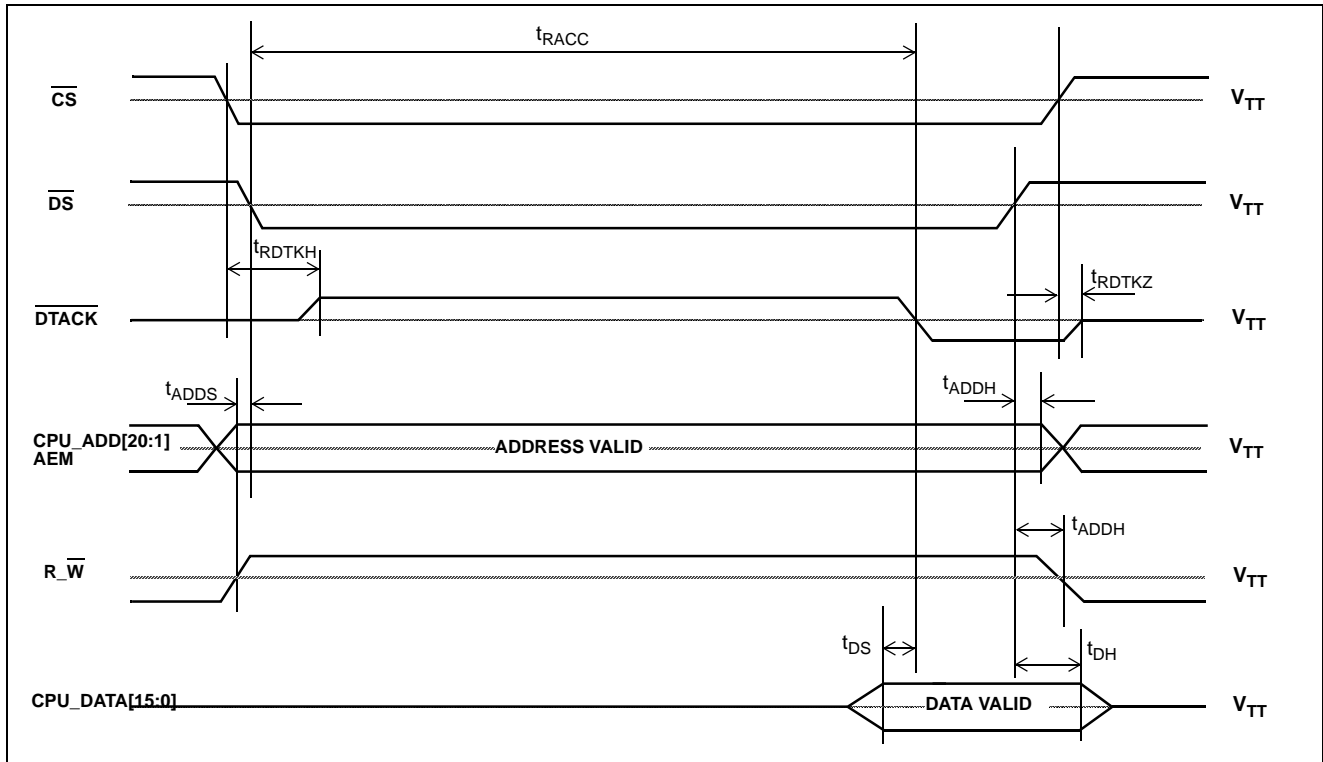 tRACC
CS
VTT
DS
VTT
tRDTKH
tRDTKZ
DTACK
VTT
tADDS
tADDH
CPU_ADD[20:1]
AEM
ADDRESS VALID
VTT
tADDH
R_W
VTT
tDS
tDH
CPU_DATA[15:0]
DATA VALID
VTT